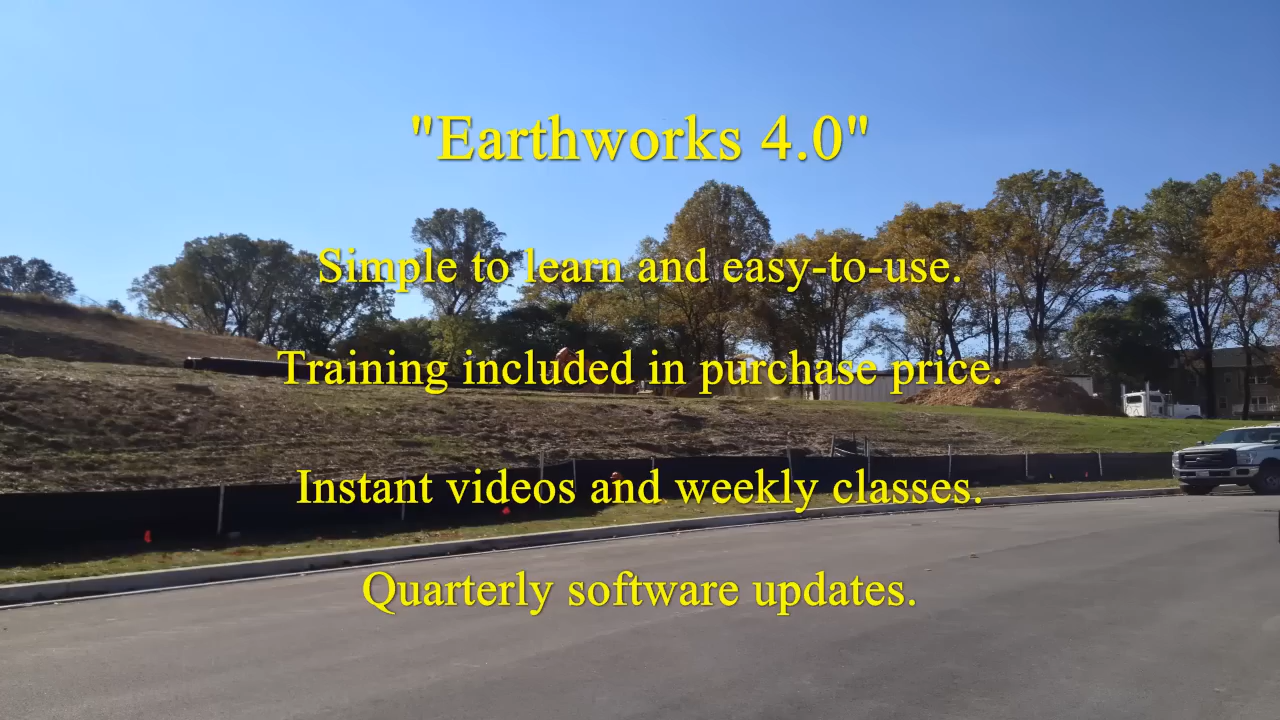 "Earthworks 4.0"
Simple to learn and easy-to-use.
Training included in purchase price.
Instant videos and weekly classes.
Quarterly software updates.